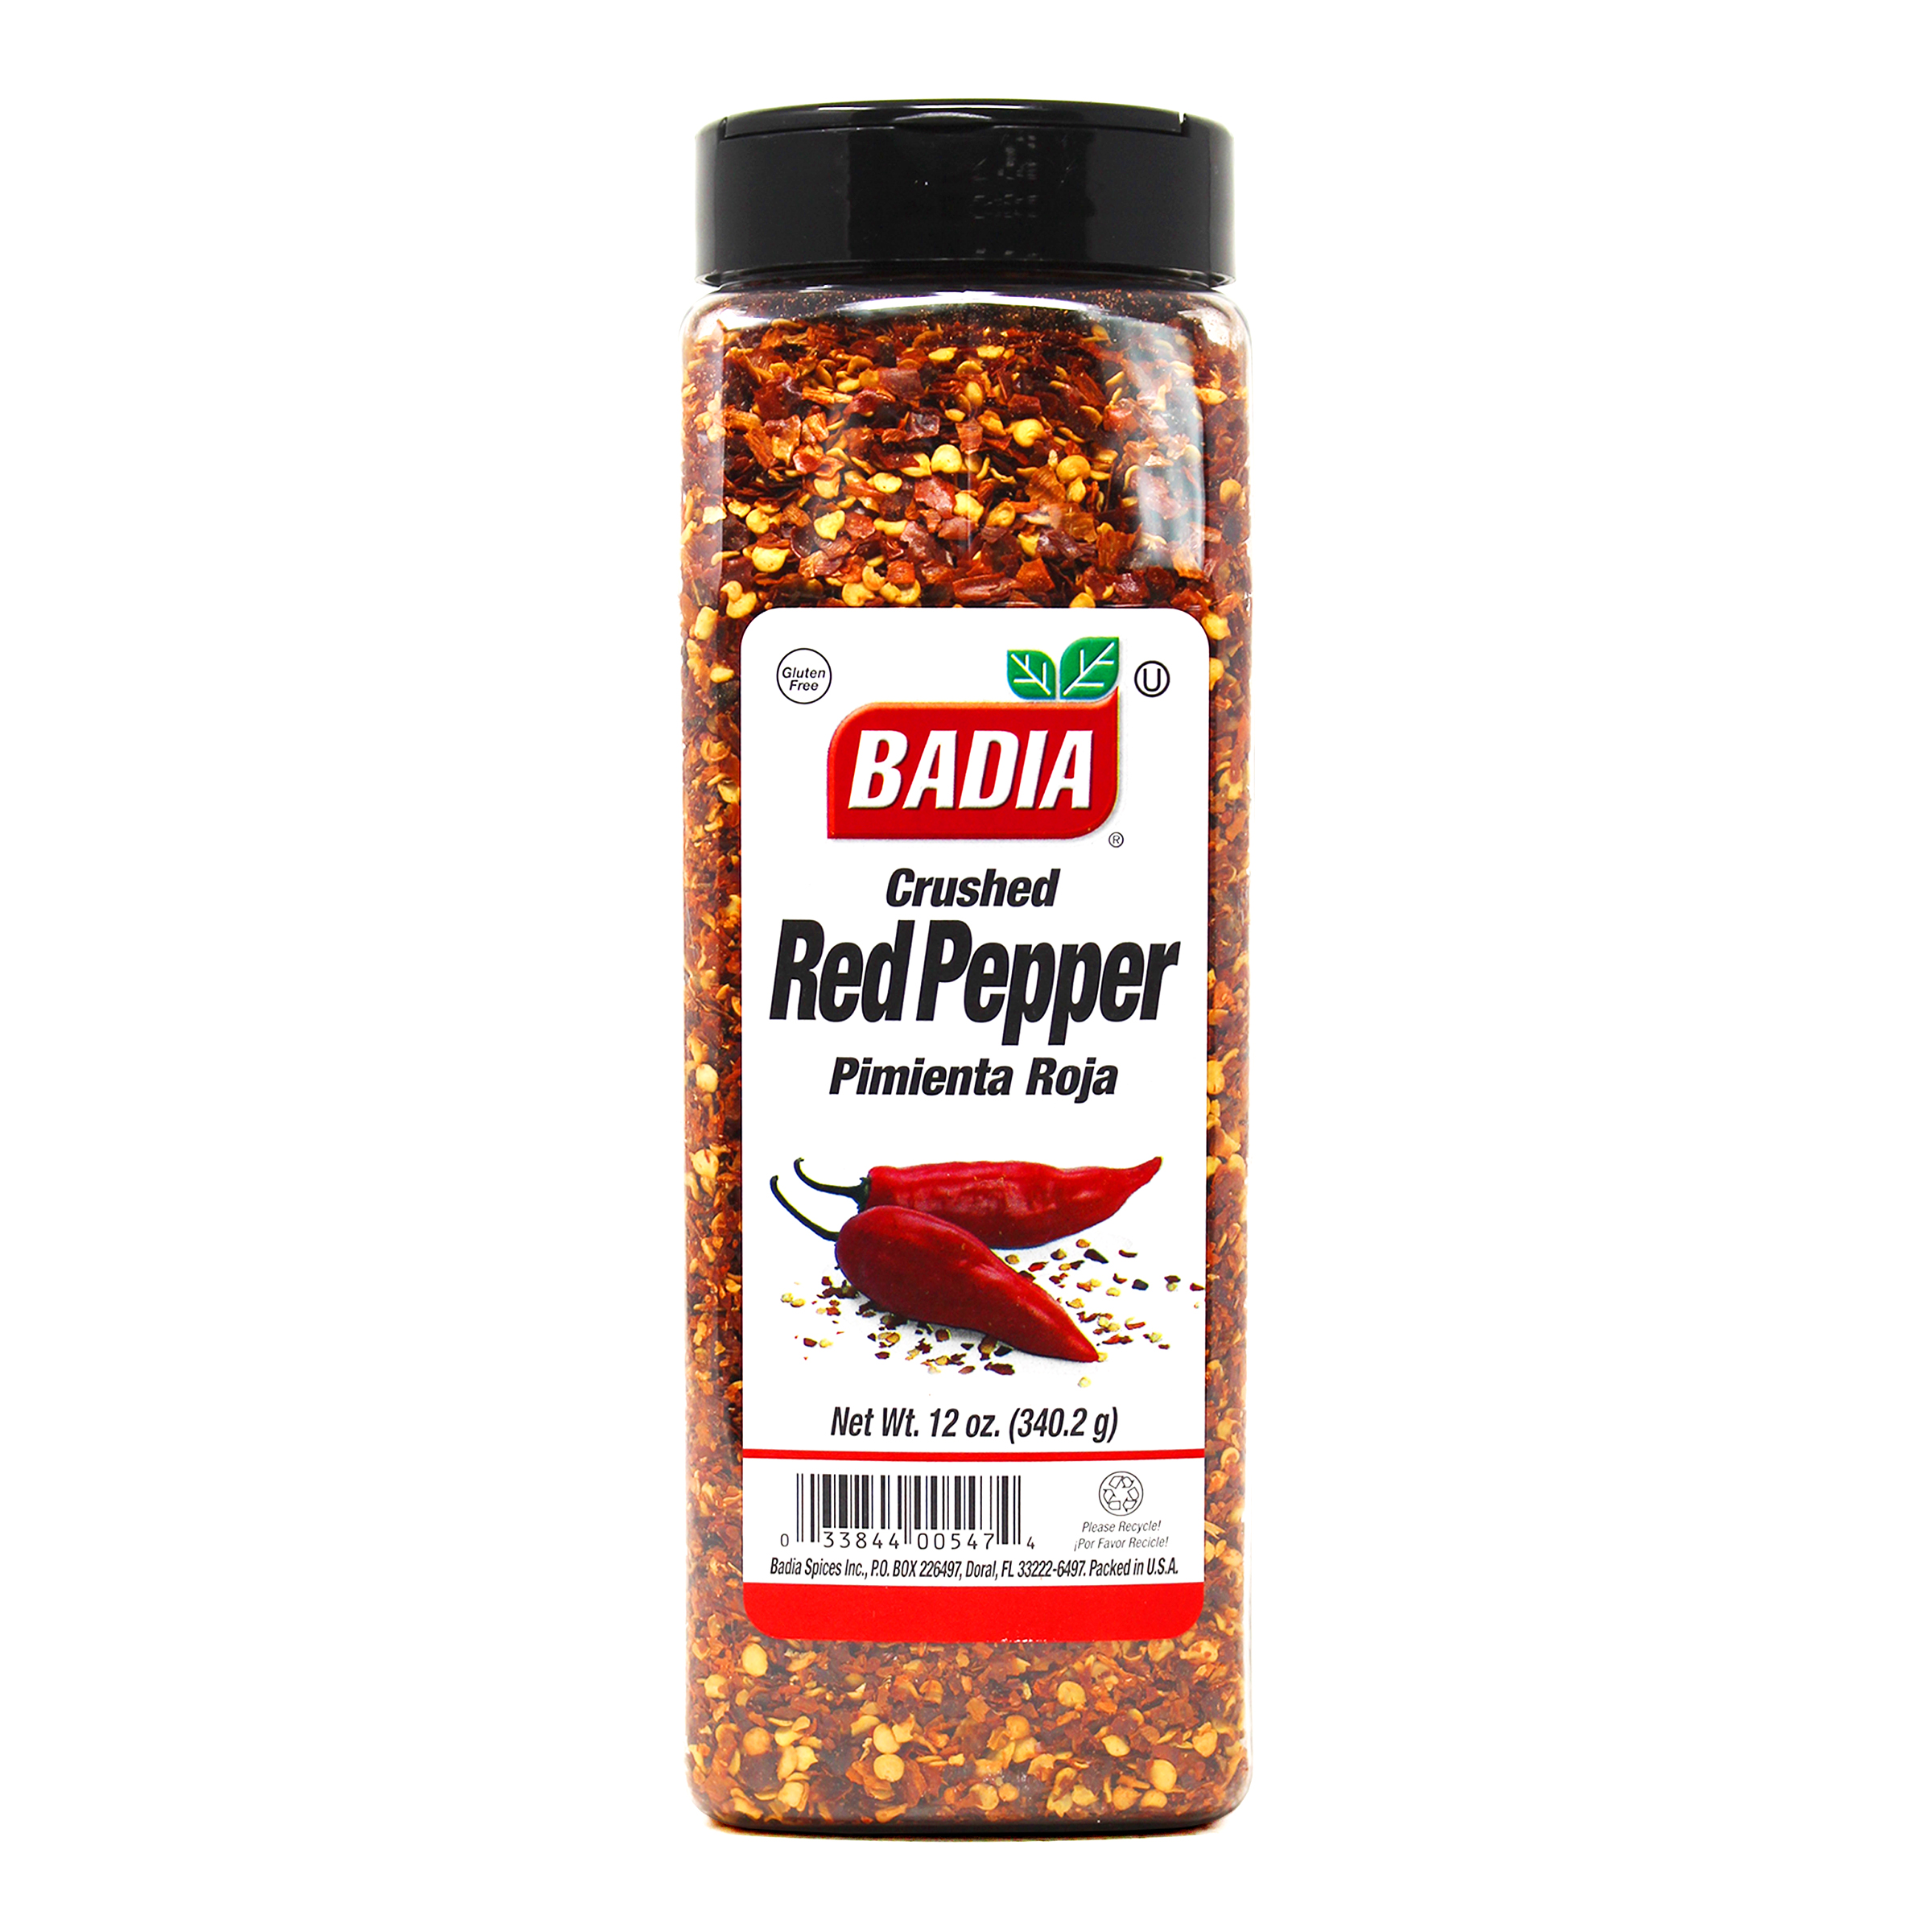 Gluten
Free
U
BADIA
®
Crushed
Red Pepper
Pimienta Roja
Net Wt. 12 oz. (340.2 g)
0 33844 00547 4
Please Recycle!
¡Por Favor Recicle!
Badia Spices Inc., P.O. BOX 226497, Doral, FL 33222-6497. Packed in U.S.A.